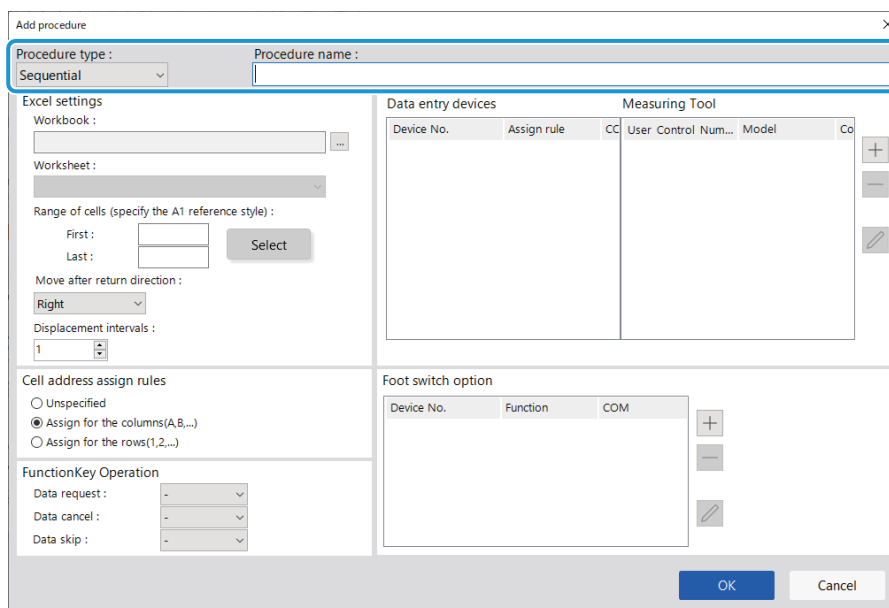 Add procedure
Procedure type :
Procedure name :
Sequential
Excel settings
Workbook :
...
Worksheet :
Range of cells (specify the A1 reference style) :
First :
Last :
Select
Move after return direction :
Right
Displacement intervals :
1
Data entry devices
Device No. Assign rule CC
Measuring Tool
User Control Num... Model Co
Cell address assign rules
Unspecified
Assign for the columns(A,B,...)
Assign for the rows(1,2,...)
FunctionKey Operation
Data request : -
Data cancel : -
Data skip : -
Foot switch option
Device No. Function COM
OK Cancel